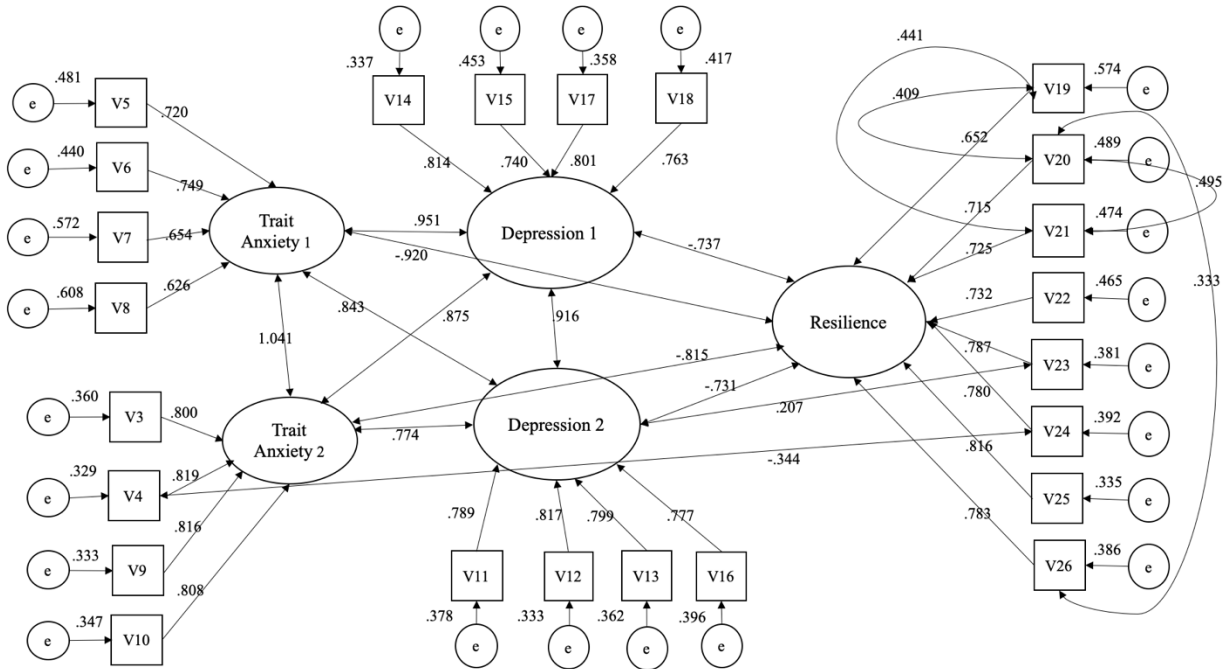 e
e
e
e
.337
.453
.358
.417
V14
V15
V17
V18
.814
.740
.801
.763
.481
e
V5
.720
.440
e
V6
.749
.572
e
V7
.654
.608
e
V8
.626
Trait
Anxiety 1
.951
Depression 1
-.737
-.920
.843
.875
.916
1.041
-.815
-.731
Resilience
.207
.774
-.344
.360
e
V3
.800
.329
e
V4
.819
.333
e
V9
.816
.347
e
V10
.808
Trait
Anxiety 2
Depression 2
.789
.817
.799
.777
V11
V12
V13
V16
.378
.333
.362
.396
e
e
e
e
.441
.409
.495
.333
.652
V19
.574
e
.715
V20
.489
e
.725
V21
.474
e
.732
V22
.465
e
.787
V23
.381
e
.780
V24
.392
e
.816
V25
.335
e
.783
V26
.386
e